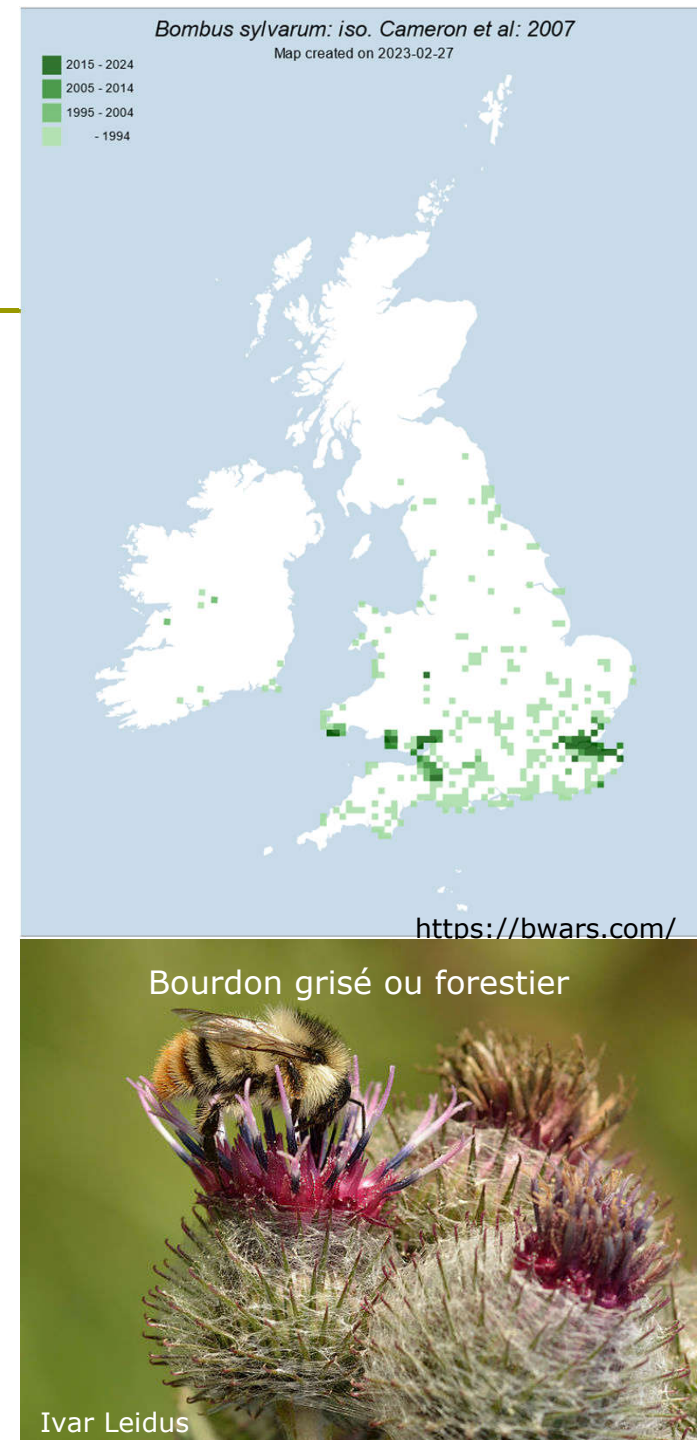 Bombus sylvarum: iso. Cameron et al: 2007
Map created on 2023-02-27
2015 - 2024
2005 - 2014
1995 - 2004
- 1994
https://bwars.com/
Bourdon grisé ou forestier
Ivar Leidus